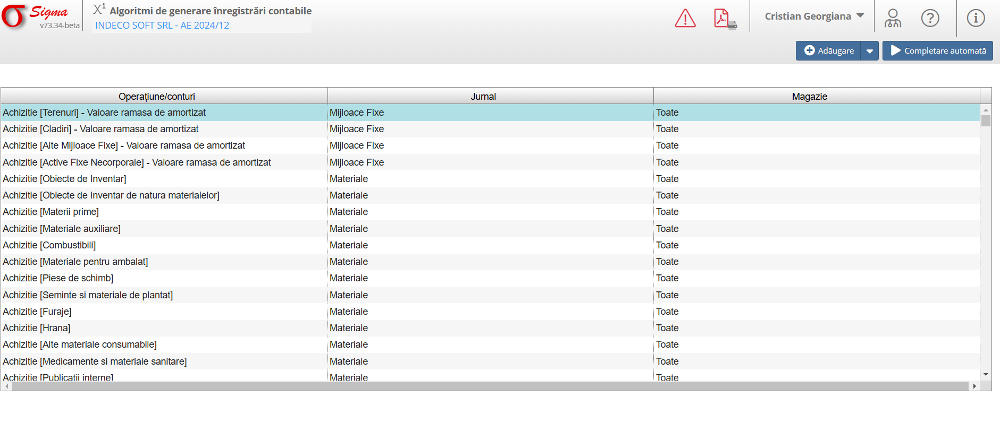 σ Sigma
v73.34-beta
X¹ Algoritmi de generare înregistrări contabile
INDECO SOFT SRL - AE 2024/12
Cristian Georgiana
Adăugare
Completare automată
Operațiune/conturi Jurnal Magazie
Achizitie [Terenuri] - Valoare ramasa de amortizat Mijloace Fixe Toate
Achizitie [Cladiri] - Valoare ramasa de amortizat Mijloace Fixe Toate
Achizitie [Alte Mijloace Fixe] - Valoare ramasa de amortizat Mijloace Fixe Toate
Achizitie [Active Fixe Necorporale] - Valoare ramasa de amortizat Mijloace Fixe Toate
Achizitie [Obiecte de Inventar] Materiale Toate
Achizitie [Obiecte de Inventar de natura materialelor] Materiale Toate
Achizitie [Materii prime] Materiale Toate
Achizitie [Materiale auxiliare] Materiale Toate
Achizitie [Combustibili] Materiale Toate
Achizitie [Materiale pentru ambalat] Materiale Toate
Achizitie [Piese de schimb] Materiale Toate
Achizitie [Seminte si materiale de plantat] Materiale Toate
Achizitie [Furaje] Materiale Toate
Achizitie [Hrana] Materiale Toate
Achizitie [Alte materiale consumabile] Materiale Toate
Achizitie [Medicamente si materiale sanitare] Materiale Toate
Achizitie [Publicatii interne] Materiale Toate